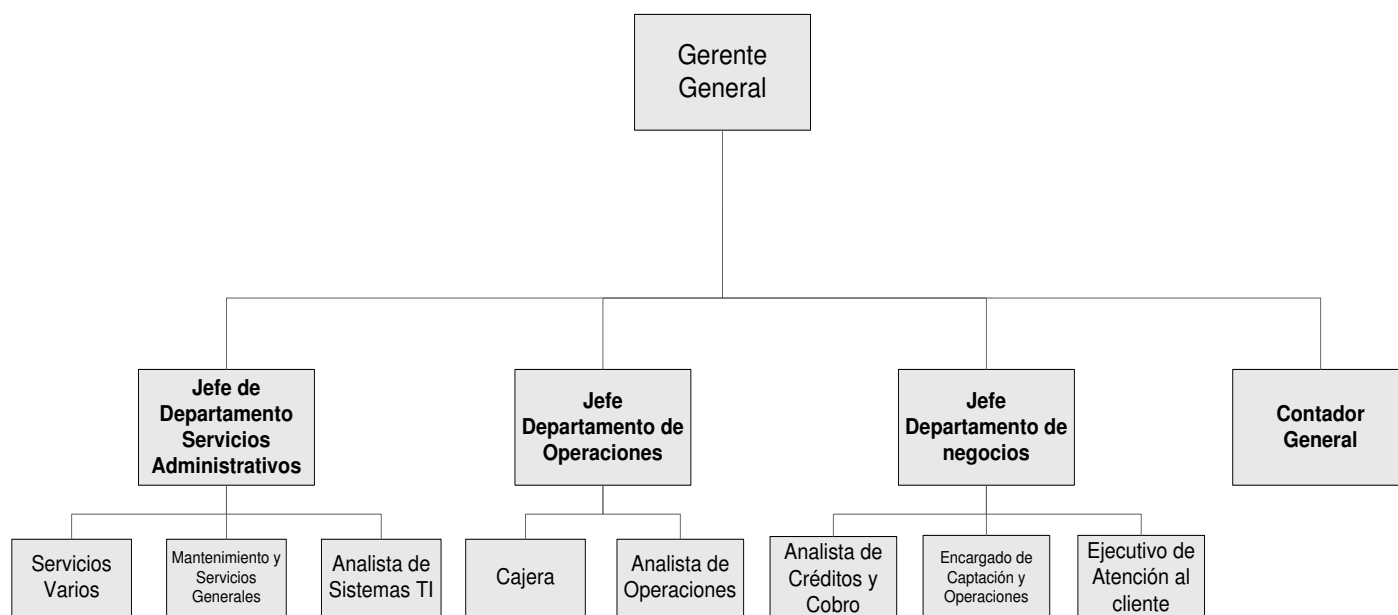 Gerente
General
Jefe de
Departamento
Servicios
Administrativos
Jefe
Departamento de
Operaciones
Jefe
Departamento de
negocios
Contador
General
Servicios
Varios
Mantenimiento y
Servicios
Generales
Analista de
Sistemas TI
Cajera
Analista de
Operaciones
Analista de
Créditos y
Cobro
Encargado de
Captación y
Operaciones
Ejecutivo de
Atención al
cliente